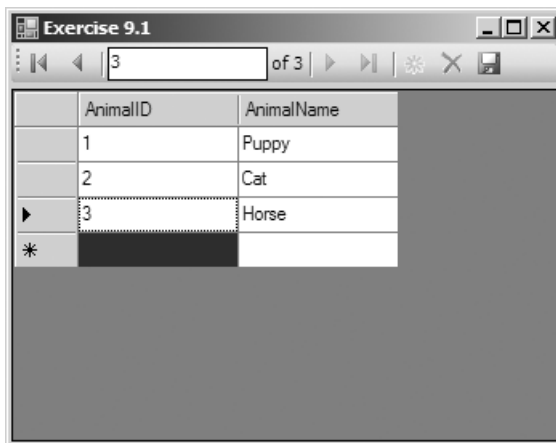 Exercise 9.1
3 of 3
AnimalID AnimalName
1 Puppy
2 Cat
3 Horse